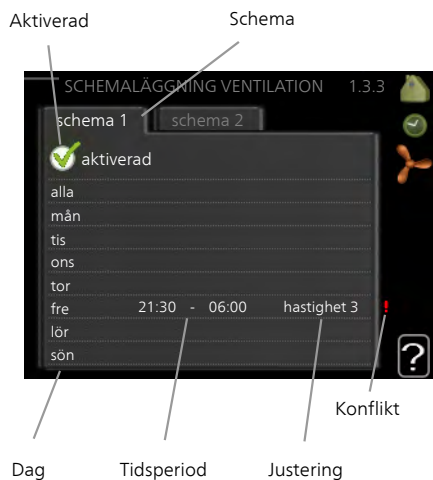 Aktiverad
Schema
SCHEMALÄGGNING VENTILATION 1.3.3
schema 1 schema 2
aktiverad
alla
mån
tis
ons
tor
fre 21:30 - 06:00 hastighet 3 !
lör
sön
?
Konflikt
Dag Tidsperiod Justering